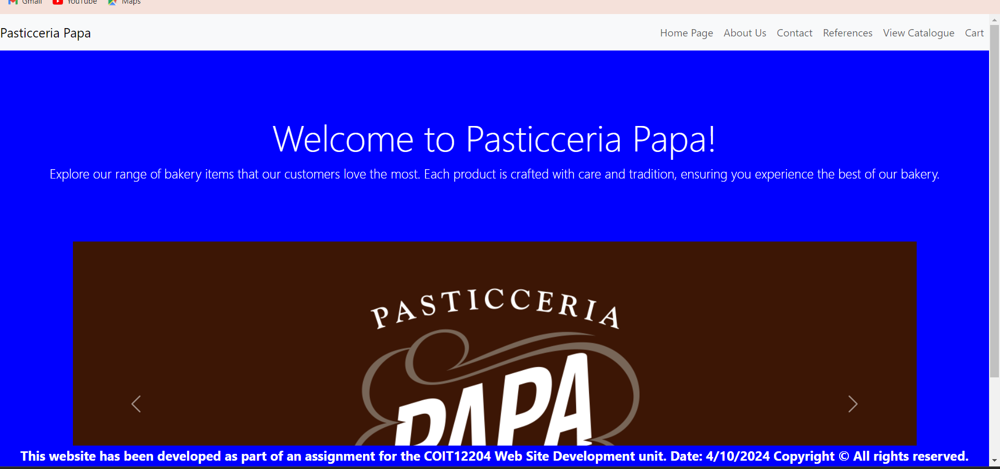 Gmail YouTube Maps
Pasticceria Papa
Home Page About Us Contact References View Catalogue Cart
Welcome to Pasticceria Papa!
Explore our range of bakery items that our customers love the most. Each product is crafted with care and tradition, ensuring you experience the best of our bakery.
PASTICCERIA
PAPA
This website has been developed as part of an assignment for the COIT12204 Web Site Development unit. Date: 4/10/2024 Copyright © All rights reserved.